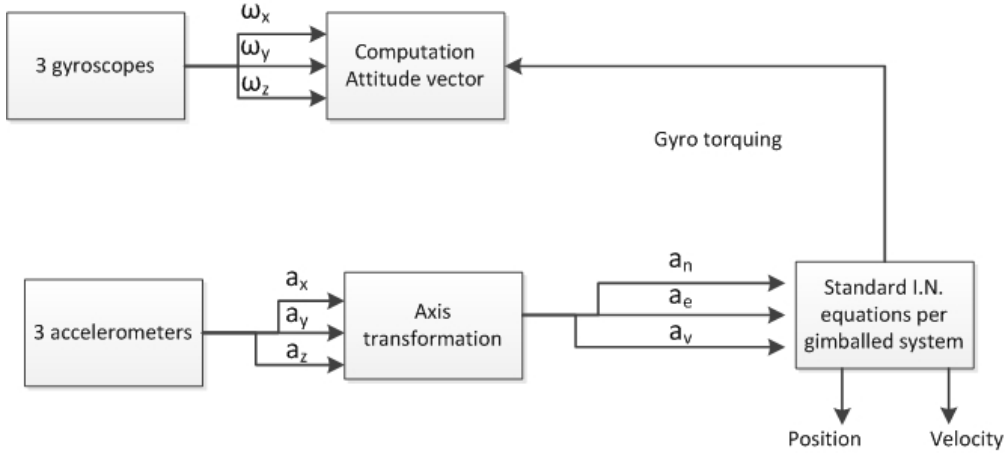 ωx
3 gyroscopes
ωy
ωz
Computation
Attitude vector
Gyro torquing
3 accelerometers
ax
ay
az
Axis
transformation
an
ae
av
Standard I.N.
equations per
gimballed system
Position
Velocity